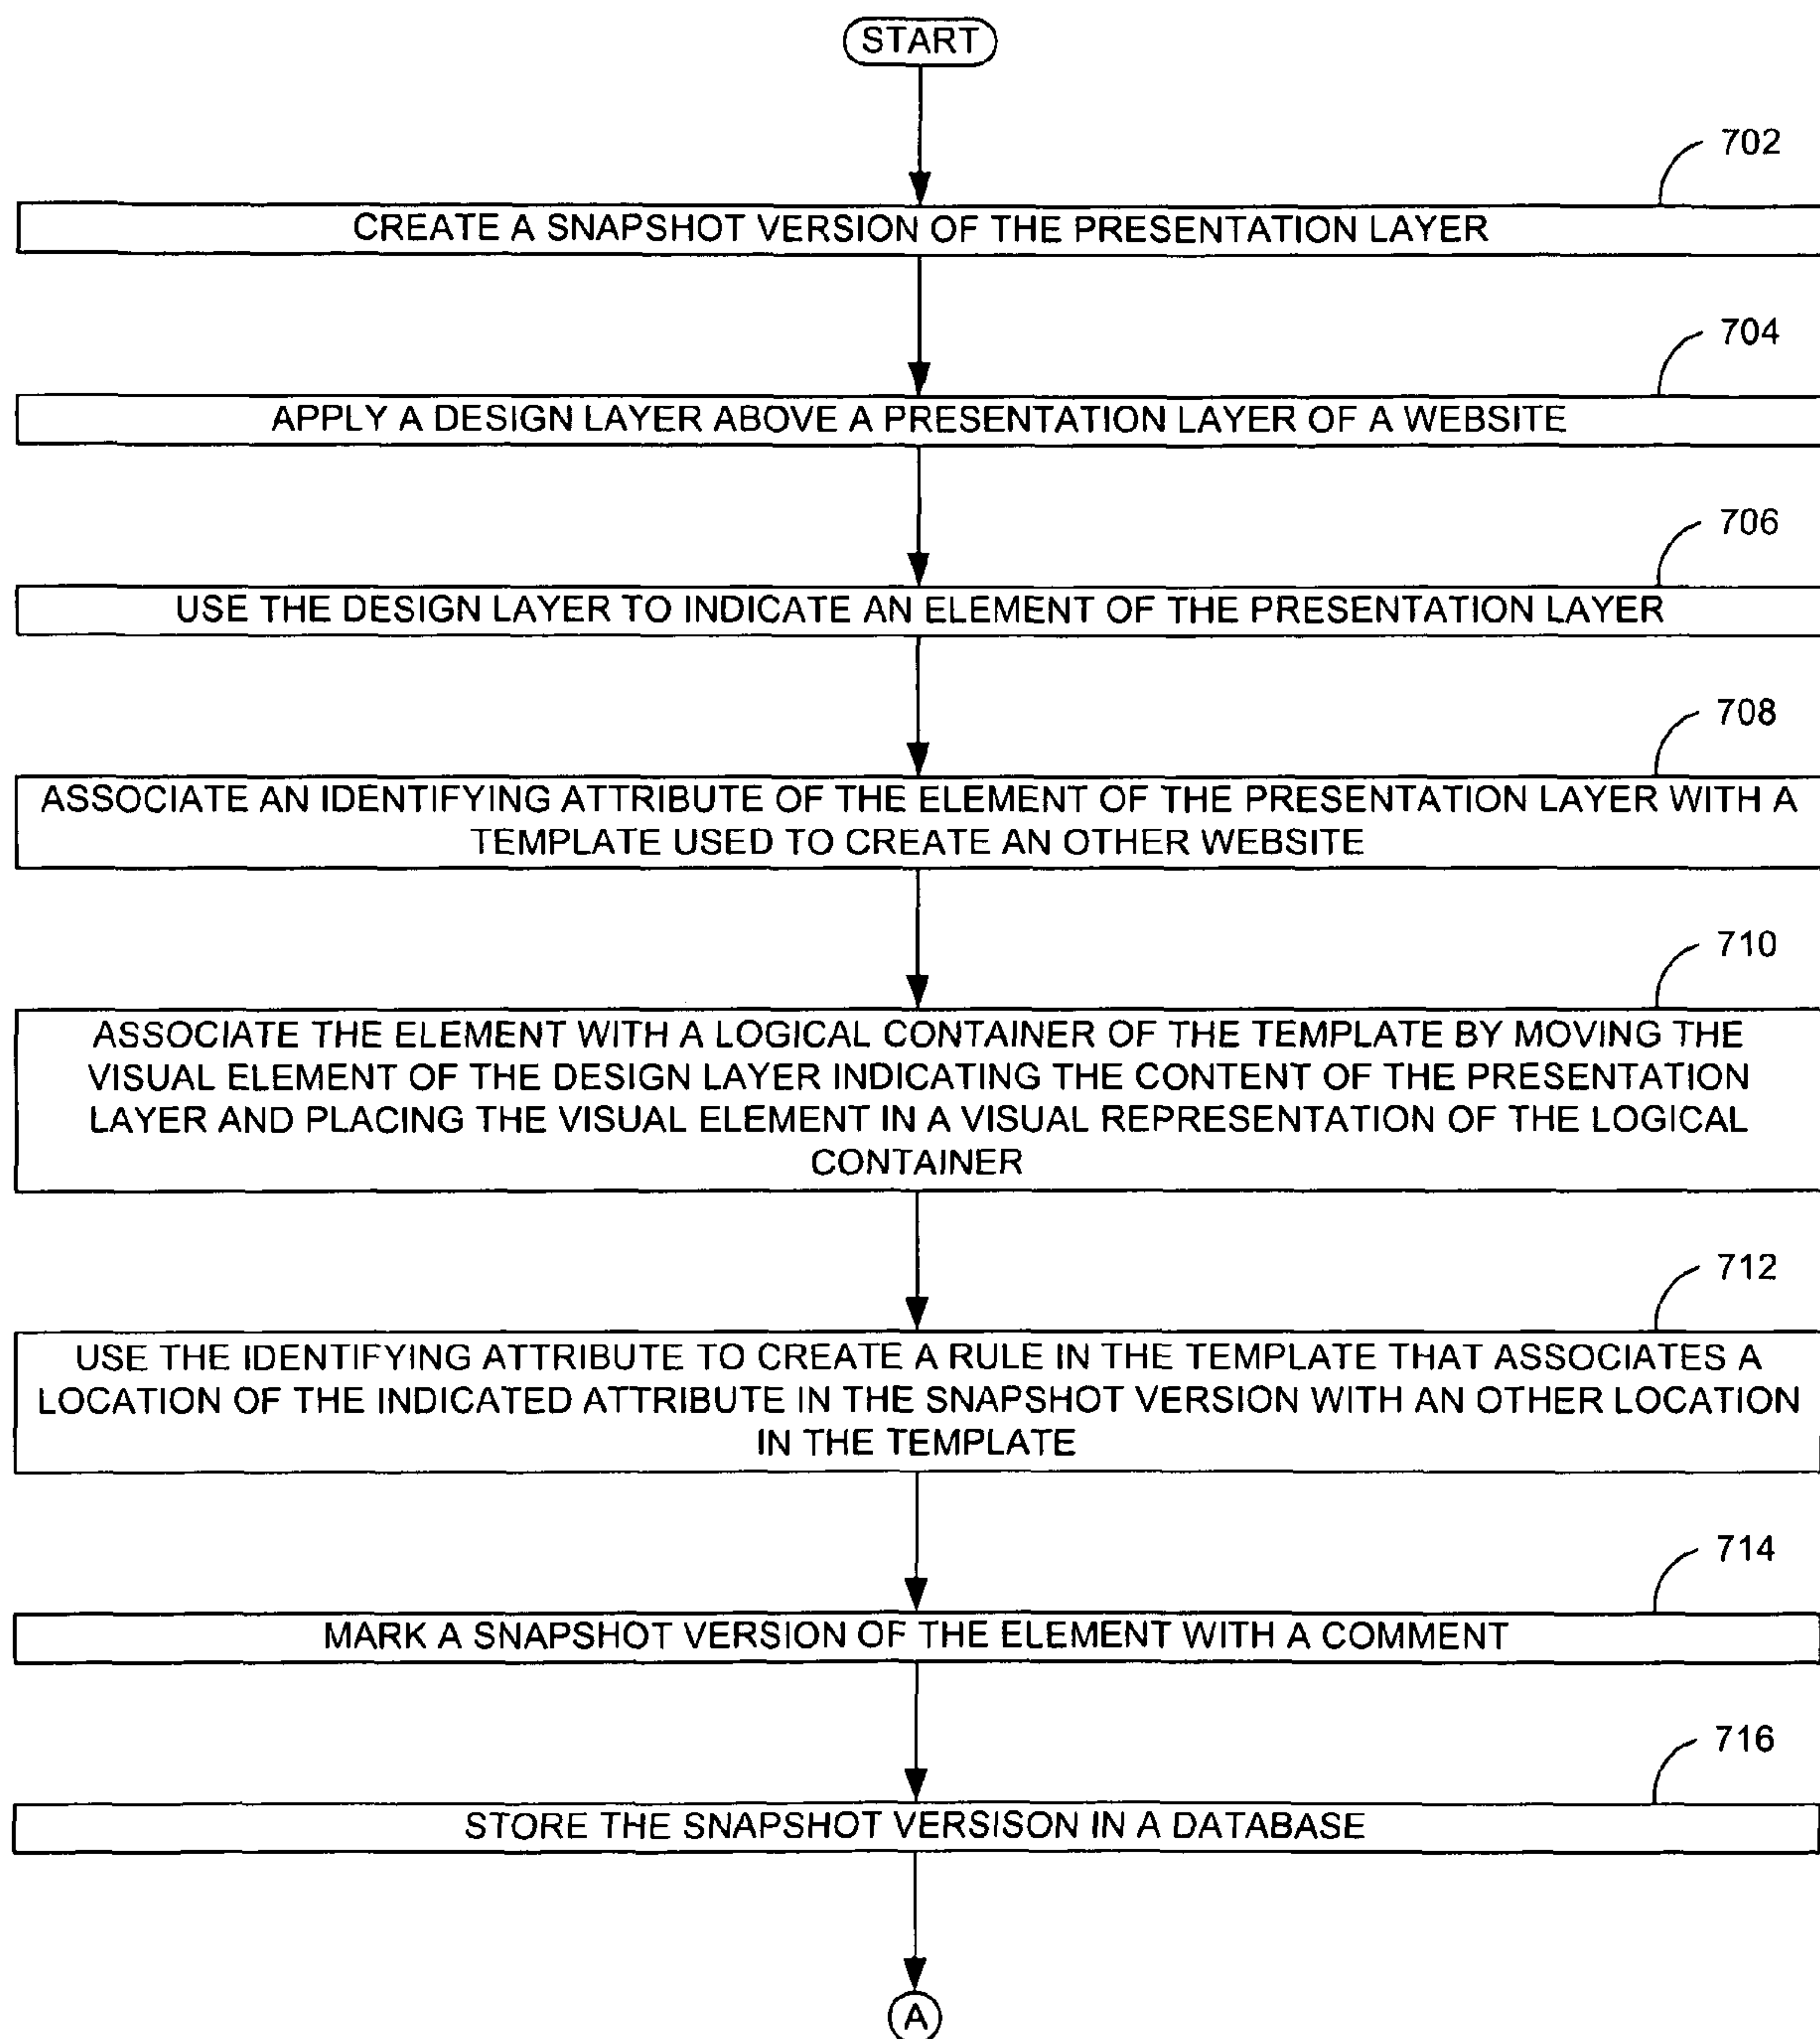 START
702
CREATE A SNAPSHOT VERSION OF THE PRESENTATION LAYER
704
APPLY A DESIGN LAYER ABOVE A PRESENTATION LAYER OF A WEBSITE
706
USE THE DESIGN LAYER TO INDICATE AN ELEMENT OF THE PRESENTATION LAYER
708
ASSOCIATE AN IDENTIFYING ATTRIBUTE OF THE ELEMENT OF THE PRESENTATION LAYER WITH A
TEMPLATE USED TO CREATE AN OTHER WEBSITE
710
ASSOCIATE THE ELEMENT WITH A LOGICAL CONTAINER OF THE TEMPLATE BY MOVING THE
VISUAL ELEMENT OF THE DESIGN LAYER INDICATING THE CONTENT OF THE PRESENTATION
LAYER AND PLACING THE VISUAL ELEMENT IN A VISUAL REPRESENTATION OF THE LOGICAL
CONTAINER
712
USE THE IDENTIFYING ATTRIBUTE TO CREATE A RULE IN THE TEMPLATE THAT ASSOCIATES A
LOCATION OF THE INDICATED ATTRIBUTE IN THE SNAPSHOT VERSION WITH AN OTHER LOCATION
IN THE TEMPLATE
714
MARK A SNAPSHOT VERSION OF THE ELEMENT WITH A COMMENT
716
STORE THE SNAPSHOT VERSISON IN A DATABASE
A